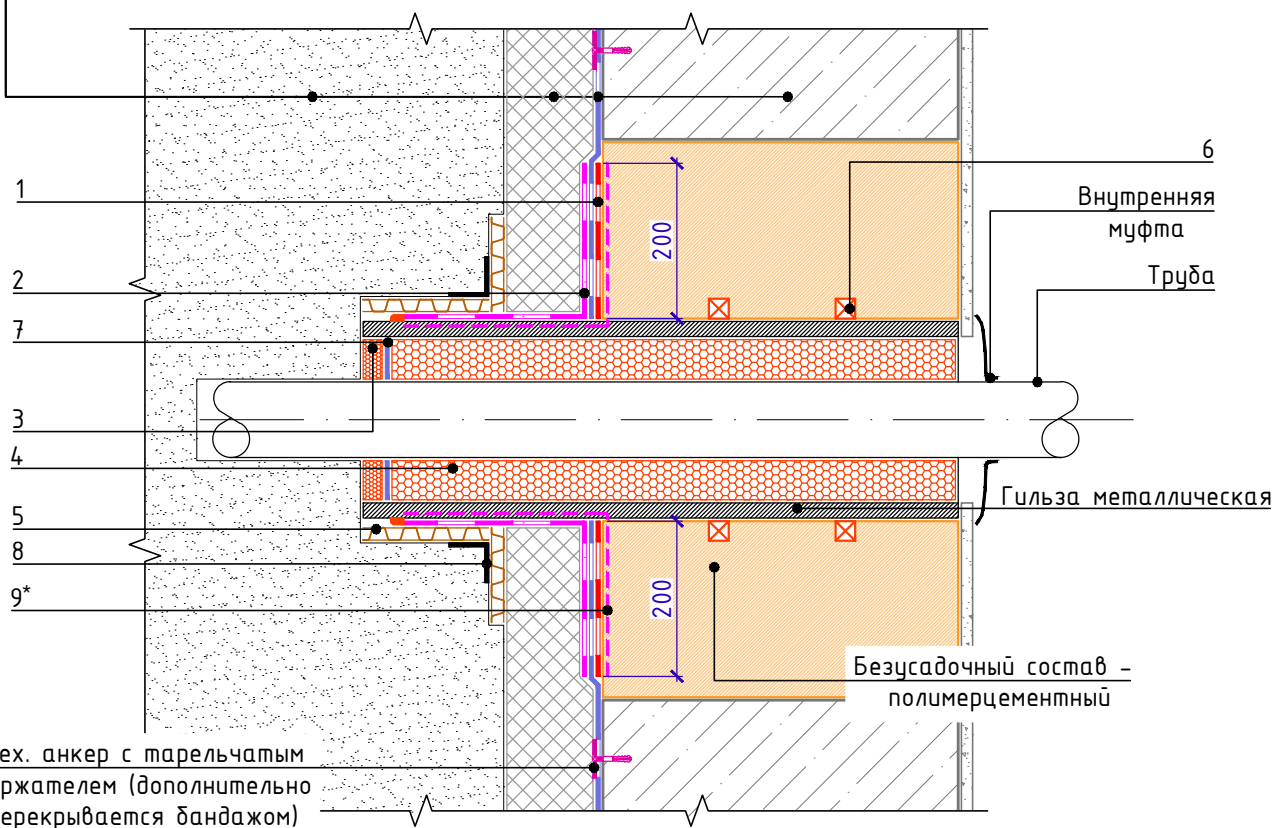 1
2
7
3
4
5
8
9*
200
200
6
Внутренняя
муфта
Труба
Гильза металлическая
Безусадочный состав -
полимерцементный
ех. анкер с тарельчатым
ржателем (дополнительно
ерекрывается бандажом)